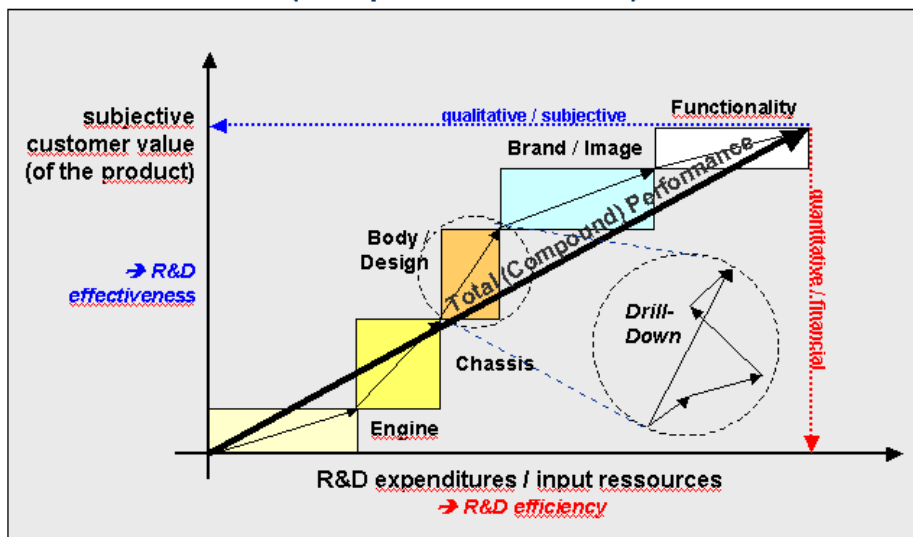 subjective
customer value
(of the product)
➔ R&D
effectiveness
qualitative / subjective
Functionality
Brand / Image
Body /
Design
Total (Compound) Performance
quantitative / financial
Drill-
Down
Chassis
Engine
R&D expenditures / input ressources
➔ R&D efficiency